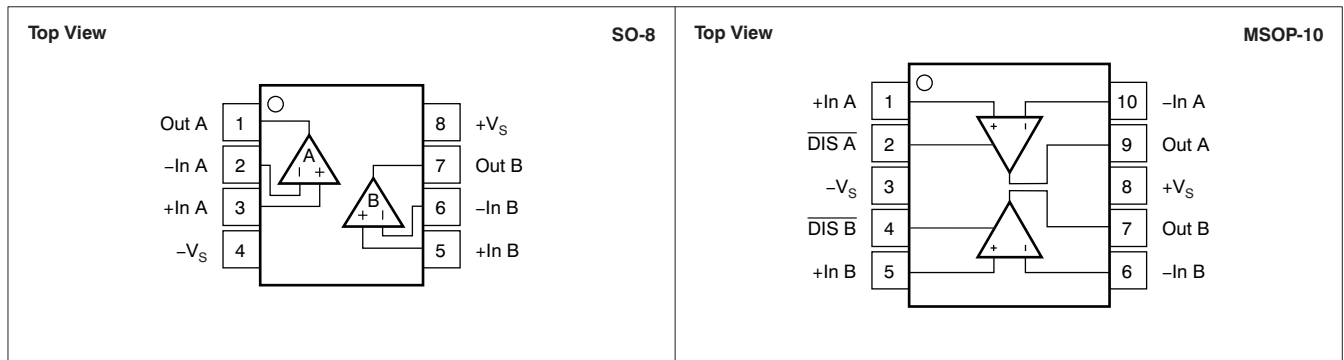 Top View SO-8
Out A 1 8 +VS
−In A 2 A 7 Out B
+In A 3 B 6 −In B
−VS 4 5 +In B
Top View MSOP-10
+In A 1 10 −In A
DIS A 2 9 Out A
−VS 3 8 +VS
DIS B 4 7 Out B
+In B 5 6 −In B